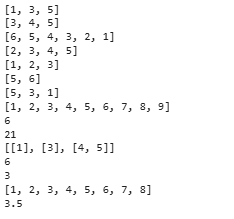 [1, 3, 5]
[3, 4, 5]
[6, 5, 4, 3, 2, 1]
[2, 3, 4, 5]
[1, 2, 3]
[5, 6]
[5, 3, 1]
[1, 2, 3, 4, 5, 6, 7, 8, 9]
6
21
[[1], [3], [4, 5]]
6
3
[1, 2, 3, 4, 5, 6, 7, 8]
3.5